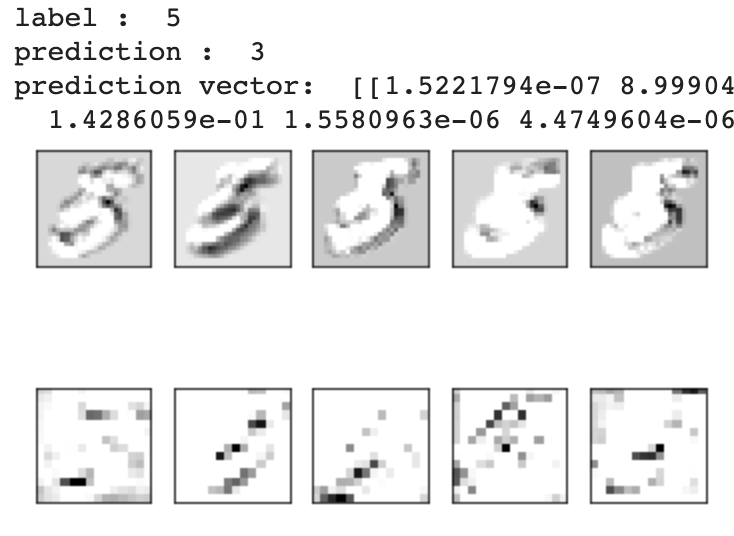 label :  5
prediction :  3
prediction vector:  [[1.5221794e-07 8.99904
1.4286059e-01 1.5580963e-06 4.4749604e-06